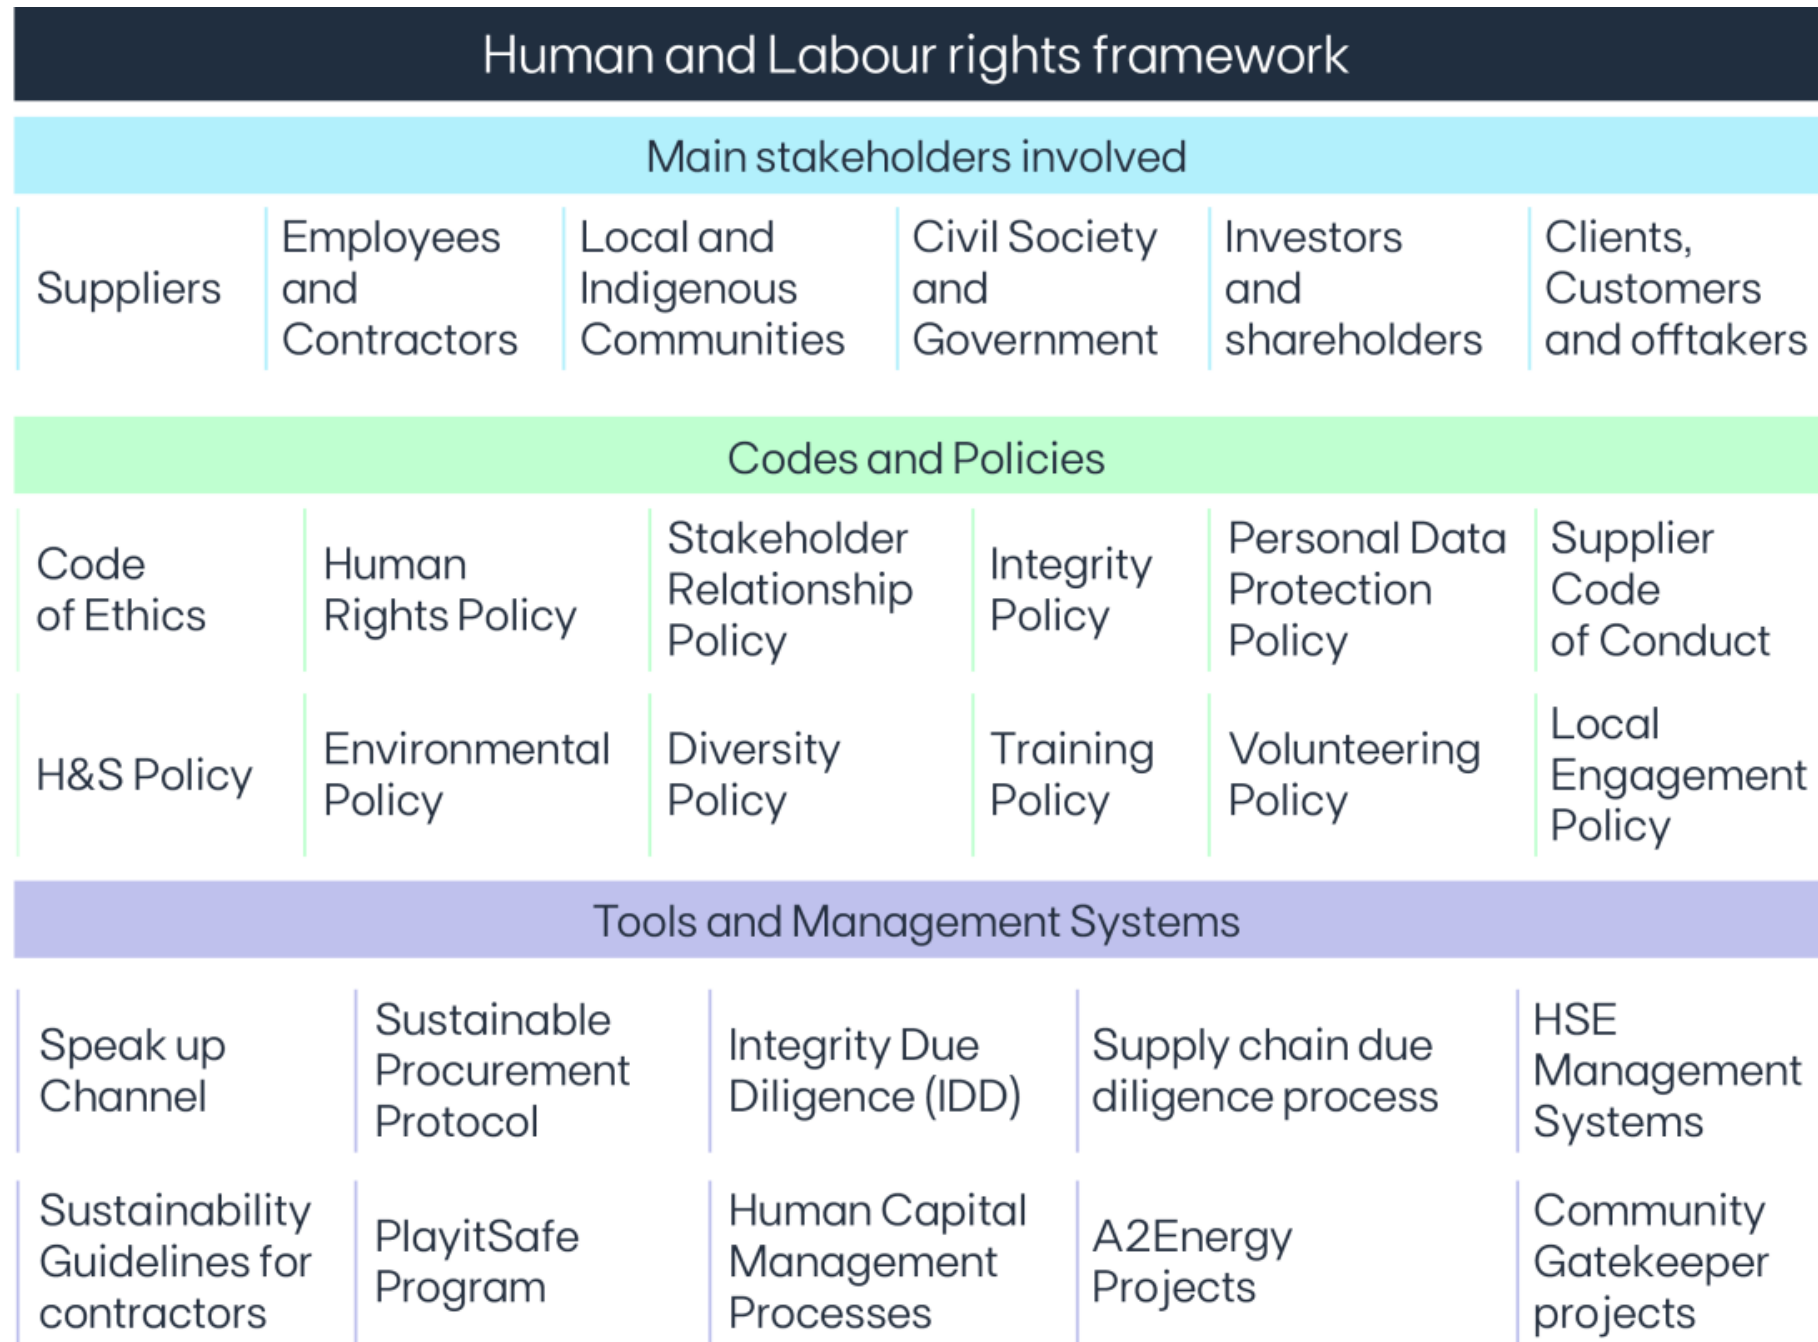 Human and Labour rights framework
Main stakeholders involved
Suppliers
Employees
and
Contractors
Local and
Indigenous
Communities
Civil Society
and
Government
Investors
and
shareholders
Clients,
Customers
and offtakers
Codes and Policies
Code
of Ethics
Human
Rights Policy
Stakeholder
Relationship
Policy
Integrity
Policy
Personal Data
Protection
Policy
Supplier
Code
of Conduct
H&S Policy
Environmental
Policy
Diversity
Policy
Training
Policy
Volunteering
Policy
Local
Engagement
Policy
Tools and Management Systems
Speak up
Channel
Sustainable
Procurement
Protocol
Integrity Due
Diligence (IDD)
Supply chain due
diligence process
HSE
Management
Systems
Sustainability
Guidelines for
contractors
PlayitSafe
Program
Human Capital
Management
Processes
A2Energy
Projects
Community
Gatekeeper
projects